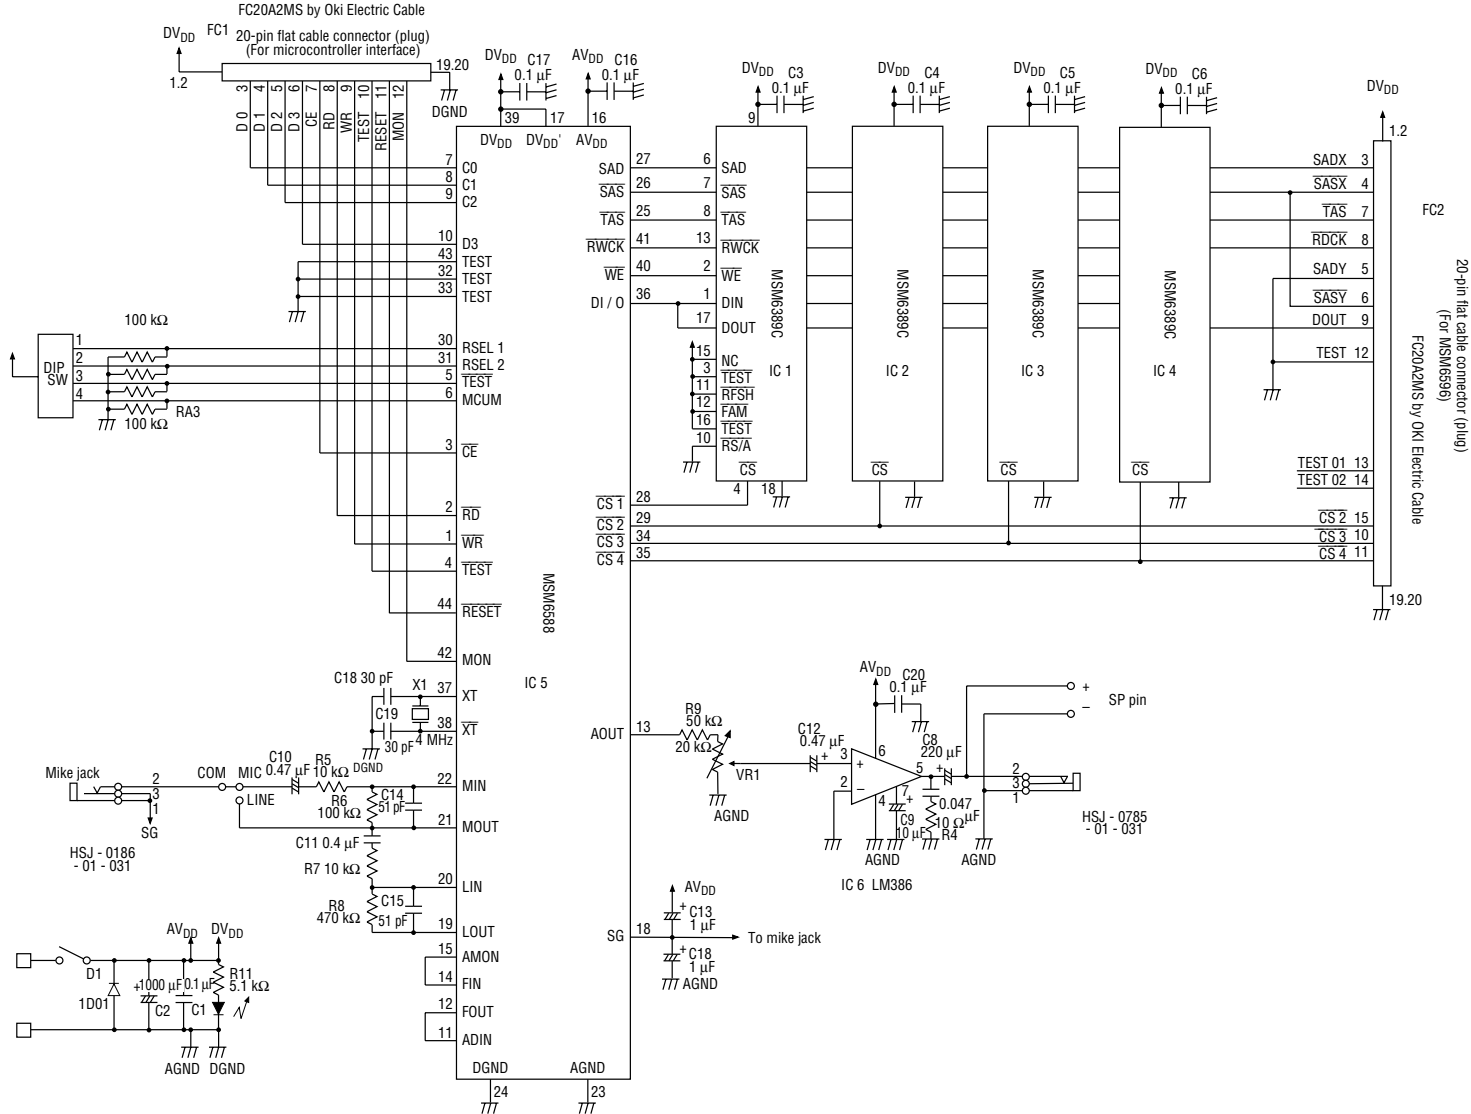 FC20A2MS by Oki Electric Cable
FC1 20-pin flat cable connector (plug)
(For microcontroller interface)
DVDD
1.2
19.20
DGND
3 4 5 6 7 8 9 10 11 12
D 0 D 1 D 2 D 3 CE RD WR TEST RESET MON
DVDD C17
0.1 μF
AVDD C16
0.1 μF
DVDD C3
0.1 μF
DVDD C4
0.1 μF
DVDD C5
0.1 μF
DVDD C6
0.1 μF
DVDD
1.2
39 17 16
DVDD DVDD' AVDD
9
7 C0
8 C1
9 C2
10 D3
43 TEST
32 TEST
33 TEST
30 RSEL 1
31 RSEL 2
5 TEST
6 MCUM
3 CE
2 RD
1 WR
4 TEST
44 RESET
42 MON
37 XT
38 XT
22 MIN
21 MOUT
20 LIN
19 LOUT
15 AMON
14 FIN
12 FOUT
11 ADIN
DGND
24
AGND
23
MSM6588
IC 5
SAD 27
SAS 26
TAS 25
RWCK 41
WE 40
DI / O 36
CS 1 28
CS 2 29
CS 3 34
CS 4 35
AOUT 13
SG 18
6 SAD
7 SAS
8 TAS
13 RWCK
2 WE
1 DIN
17 DOUT
15 NC
3 TEST
11 RFSH
12 FAM
16 TEST
10 RS/A
CS
4 18
MSM6389C
IC 1
MSM6389C
IC 2
CS
MSM6389C
IC 3
CS
MSM6389C
IC 4
CS
SADX 3
SASX 4
TAS 7
RDCK 8
SADY 5
SASY 6
DOUT 9
TEST 12
TEST 01 13
TEST 02 14
CS 2 15
CS 3 10
CS 4 11
19.20
FC2
20-pin flat cable connector (plug)
(For MSM6596)
FC20A2MS by OKI Electric Cable
100 kΩ
DIP
SW
1
2
3
4
100 kΩ
RA3
C18 30 pF
X1
C19
30 pF
4 MHz
DGND
Mike jack
2
3
1
SG
HSJ - 0186
- 01 - 031
COM MIC
LINE
C10
0.47 μF
R5
10 kΩ
R6
100 kΩ
C14
51 pF
C11 0.4 μF
R7 10 kΩ
R8
470 kΩ
C15
51 pF
AVDD DVDD
D1
1D01
+1000 μF
C2
0.1 μF
C1
R11
5.1 kΩ
AGND DGND
R9
50 kΩ
20 kΩ
VR1
AGND
C12
0.47 μF
+
AVDD
C20
0.1 μF
3
+
2
−
6
5
4
7
+
C9
10 μF
AGND
IC 6 LM386
C8
220 μF
+
0.047
μF
10 Ω
R4
AGND
+
−
SP pin
2
3
1
HSJ - 0785
- 01 - 031
AVDD
+ C13
1 μF
To mike jack
+ C18
1 μF
AGND